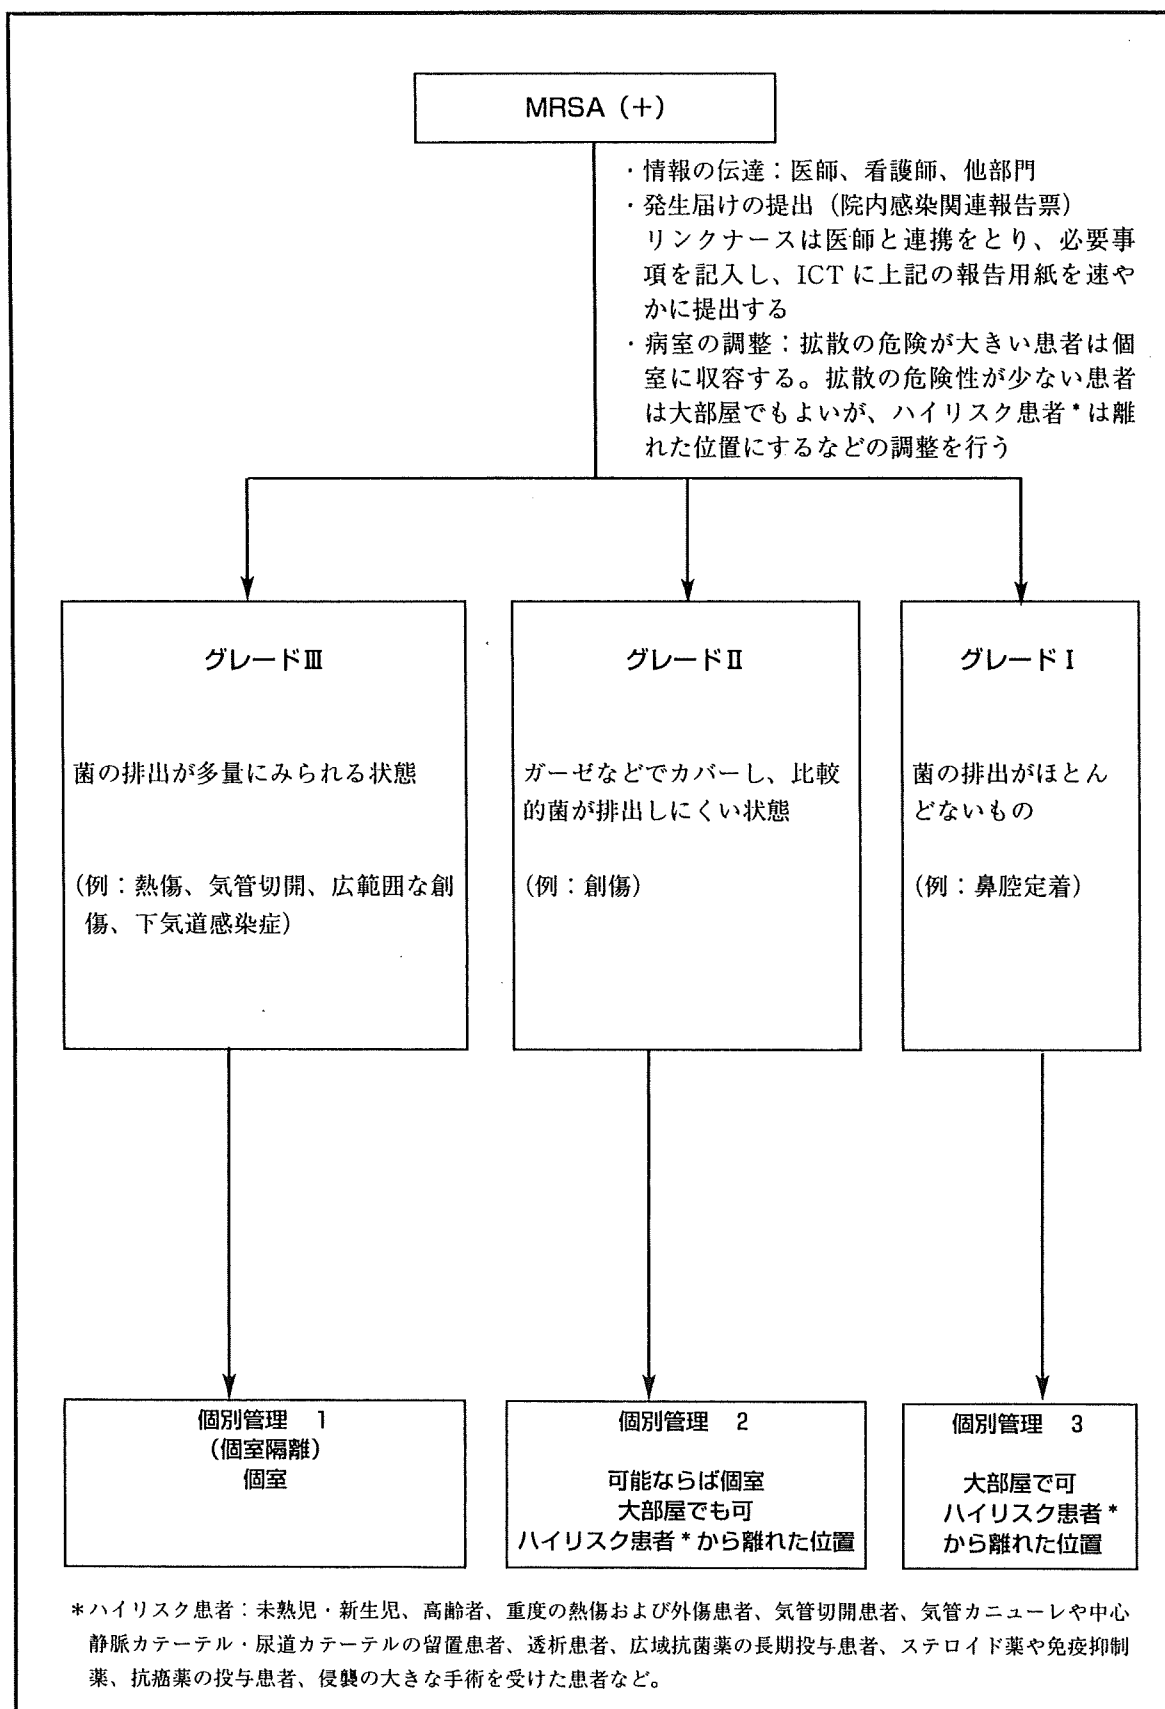 MRSA（＋）
・情報の伝達：医師、看護師、他部門
・発生届けの提出（院内感染関連報告票）
リンクナースは医師と連携をとり、必要事
項を記入し、ICT に上記の報告用紙を速や
かに提出する
・病室の調整：拡散の危険が大きい患者は個
室に収容する。拡散の危険性が少ない患者
は大部屋でもよいが、ハイリスク患者＊は離
れた位置にするなどの調整を行う
グレードⅢ
菌の排出が多量にみられる状態
（例：熱傷、気管切開、広範囲な創
傷、下気道感染症）
グレードⅡ
ガーゼなどでカバーし、比較
的菌が排出しにくい状態
（例：創傷）
グレードⅠ
菌の排出がほとん
どないもの
（例：鼻腔定着）
個別管理　1
（個室隔離）
個室
個別管理　2
可能ならば個室
大部屋でも可
ハイリスク患者＊から離れた位置
個別管理　3
大部屋で可
ハイリスク患者＊
から離れた位置
＊ハイリスク患者：未熟児・新生児、高齢者、重度の熱傷および外傷患者、気管切開患者、気管カニューレや中心
静脈カテーテル・尿道カテーテルの留置患者、透析患者、広域抗菌薬の長期投与患者、ステロイド薬や免疫抑制
薬、抗癌薬の投与患者、侵襲の大きな手術を受けた患者など。